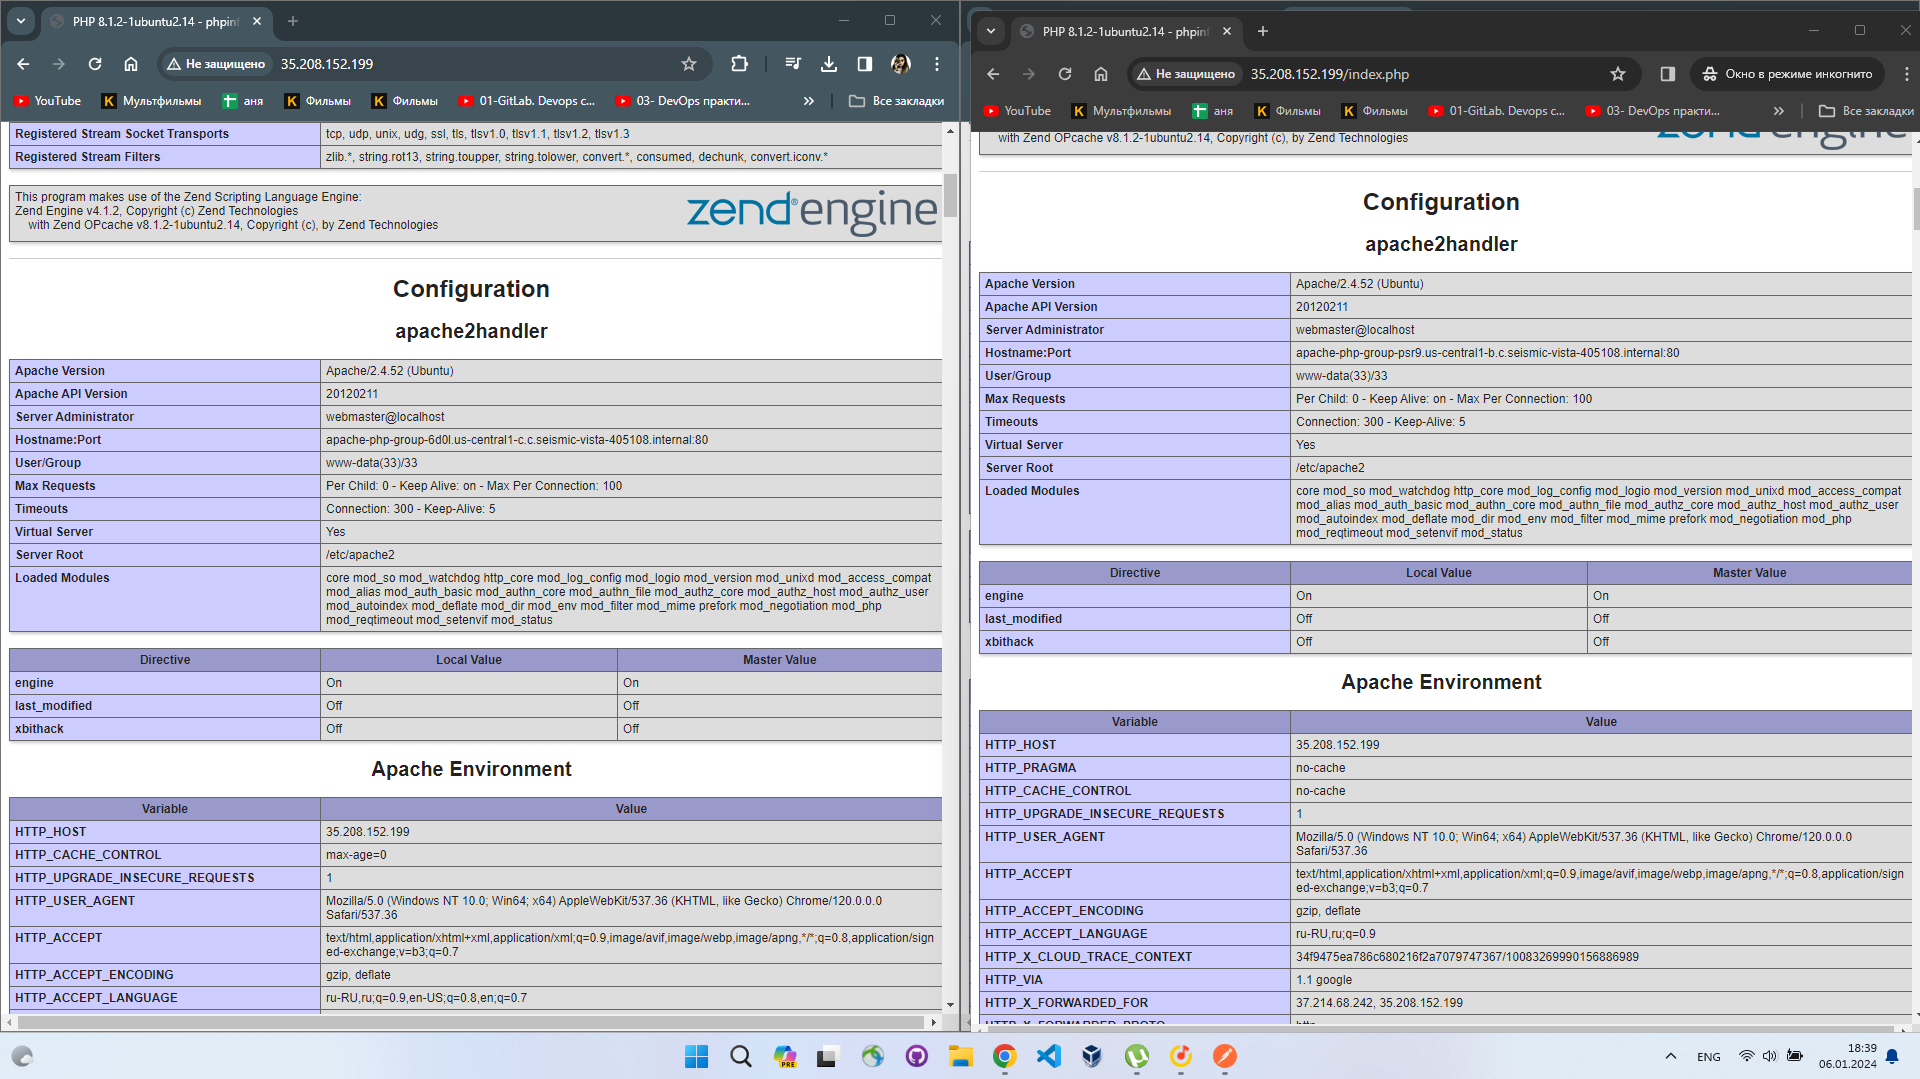 PHP 8.1.2-1ubuntu2.14 - phpinf
Не защищено 35.208.152.199
YouTube Мультфильмы аня Фильмы Фильмы 01-GitLab. Devops c... 03- DevOps практи... » Все закладки
Registered Stream Socket Transports tcp, udp, unix, udg, ssl, tls, tlsv1.0, tlsv1.1, tlsv1.2, tlsv1.3
Registered Stream Filters zlib.*, string.rot13, string.toupper, string.tolower, convert.*, consumed, dechunk, convert.iconv.*
This program makes use of the Zend Scripting Language Engine:
Zend Engine v4.1.2, Copyright (c) Zend Technologies
with Zend OPcache v8.1.2-1ubuntu2.14, Copyright (c), by Zend Technologies
zend engine
Configuration
apache2handler
Apache Version Apache/2.4.52 (Ubuntu)
Apache API Version 20120211
Server Administrator webmaster@localhost
Hostname:Port apache-php-group-6d0l.us-central1-c.c.seismic-vista-405108.internal:80
User/Group www-data(33)/33
Max Requests Per Child: 0 - Keep Alive: on - Max Per Connection: 100
Timeouts Connection: 300 - Keep-Alive: 5
Virtual Server Yes
Server Root /etc/apache2
Loaded Modules core mod_so mod_watchdog http_core mod_log_config mod_logio mod_version mod_unixd mod_access_compat
mod_alias mod_auth_basic mod_authn_core mod_authn_file mod_authz_core mod_authz_host mod_authz_user
mod_autoindex mod_deflate mod_dir mod_env mod_filter mod_mime prefork mod_negotiation mod_php
mod_reqtimeout mod_setenvif mod_status
Directive Local Value Master Value
engine On On
last_modified Off Off
xbithack Off Off
Apache Environment
Variable Value
HTTP_HOST 35.208.152.199
HTTP_CACHE_CONTROL max-age=0
HTTP_UPGRADE_INSECURE_REQUESTS 1
HTTP_USER_AGENT Mozilla/5.0 (Windows NT 10.0; Win64; x64) AppleWebKit/537.36 (KHTML, like Gecko) Chrome/120.0.0.0
Safari/537.36
HTTP_ACCEPT text/html,application/xhtml+xml,application/xml;q=0.9,image/avif,image/webp,image/apng,*/*;q=0.8,application/sign
ed-exchange;v=b3;q=0.7
HTTP_ACCEPT_ENCODING gzip, deflate
HTTP_ACCEPT_LANGUAGE ru-RU,ru;q=0.9,en-US;q=0.8,en;q=0.7
PHP 8.1.2-1ubuntu2.14 - phpinf
Не защищено 35.208.152.199/index.php Окно в режиме инкогнито
YouTube Мультфильмы аня Фильмы Фильмы 01-GitLab. Devops c... 03- DevOps практи... » Все закладки
with Zend OPcache v8.1.2-1ubuntu2.14, Copyright (c), by Zend Technologies
zend engine
Configuration
apache2handler
Apache Version Apache/2.4.52 (Ubuntu)
Apache API Version 20120211
Server Administrator webmaster@localhost
Hostname:Port apache-php-group-psr9.us-central1-b.c.seismic-vista-405108.internal:80
User/Group www-data(33)/33
Max Requests Per Child: 0 - Keep Alive: on - Max Per Connection: 100
Timeouts Connection: 300 - Keep-Alive: 5
Virtual Server Yes
Server Root /etc/apache2
Loaded Modules core mod_so mod_watchdog http_core mod_log_config mod_logio mod_version mod_unixd mod_access_compat
mod_alias mod_auth_basic mod_authn_core mod_authn_file mod_authz_core mod_authz_host mod_authz_user
mod_autoindex mod_deflate mod_dir mod_env mod_filter mod_mime prefork mod_negotiation mod_php
mod_reqtimeout mod_setenvif mod_status
Directive Local Value Master Value
engine On On
last_modified Off Off
xbithack Off Off
Apache Environment
Variable Value
HTTP_HOST 35.208.152.199
HTTP_PRAGMA no-cache
HTTP_CACHE_CONTROL no-cache
HTTP_UPGRADE_INSECURE_REQUESTS 1
HTTP_USER_AGENT Mozilla/5.0 (Windows NT 10.0; Win64; x64) AppleWebKit/537.36 (KHTML, like Gecko) Chrome/120.0.0.0
Safari/537.36
HTTP_ACCEPT text/html,application/xhtml+xml,application/xml;q=0.9,image/avif,image/webp,image/apng,*/*;q=0.8,application/sign
ed-exchange;v=b3;q=0.7
HTTP_ACCEPT_ENCODING gzip, deflate
HTTP_ACCEPT_LANGUAGE ru-RU,ru;q=0.9
HTTP_X_CLOUD_TRACE_CONTEXT 34f9475ea786c680216f2a7079747367/10083269990156886989
HTTP_VIA 1.1 google
HTTP_X_FORWARDED_FOR 37.214.68.242, 35.208.152.199
HTTP_X_FORWARDED_PROTO http
PRE
ENG
18:39
06.01.2024